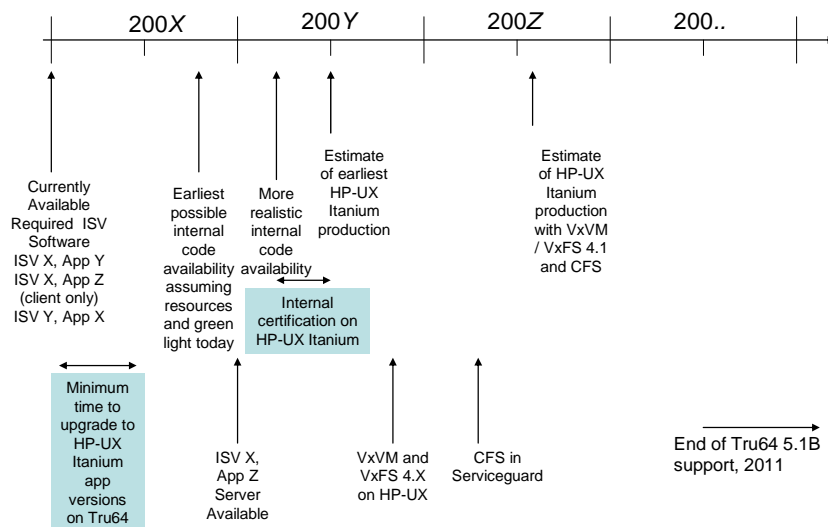 200X
200Y
200Z
200..
Currently
Available
Required ISV
Software
ISV X, App Y
ISV X, App Z
(client only)
ISV Y, App X
Earliest
possible
internal
code
availability
assuming
resources
and green
light today
More
realistic
internal
code
availability
Estimate
of earliest
HP-UX
Itanium
production
Estimate
of HP-UX
Itanium
production
with VxVM
/ VxFS 4.1
and CFS
Internal
certification on
HP-UX Itanium
Minimum
time to
upgrade to
HP-UX
Itanium
app
versions
on Tru64
ISV X,
App Z
Server
Available
VxVM and
VxFS 4.X
on HP-UX
CFS in
Serviceguard
End of Tru64 5.1B
support, 2011